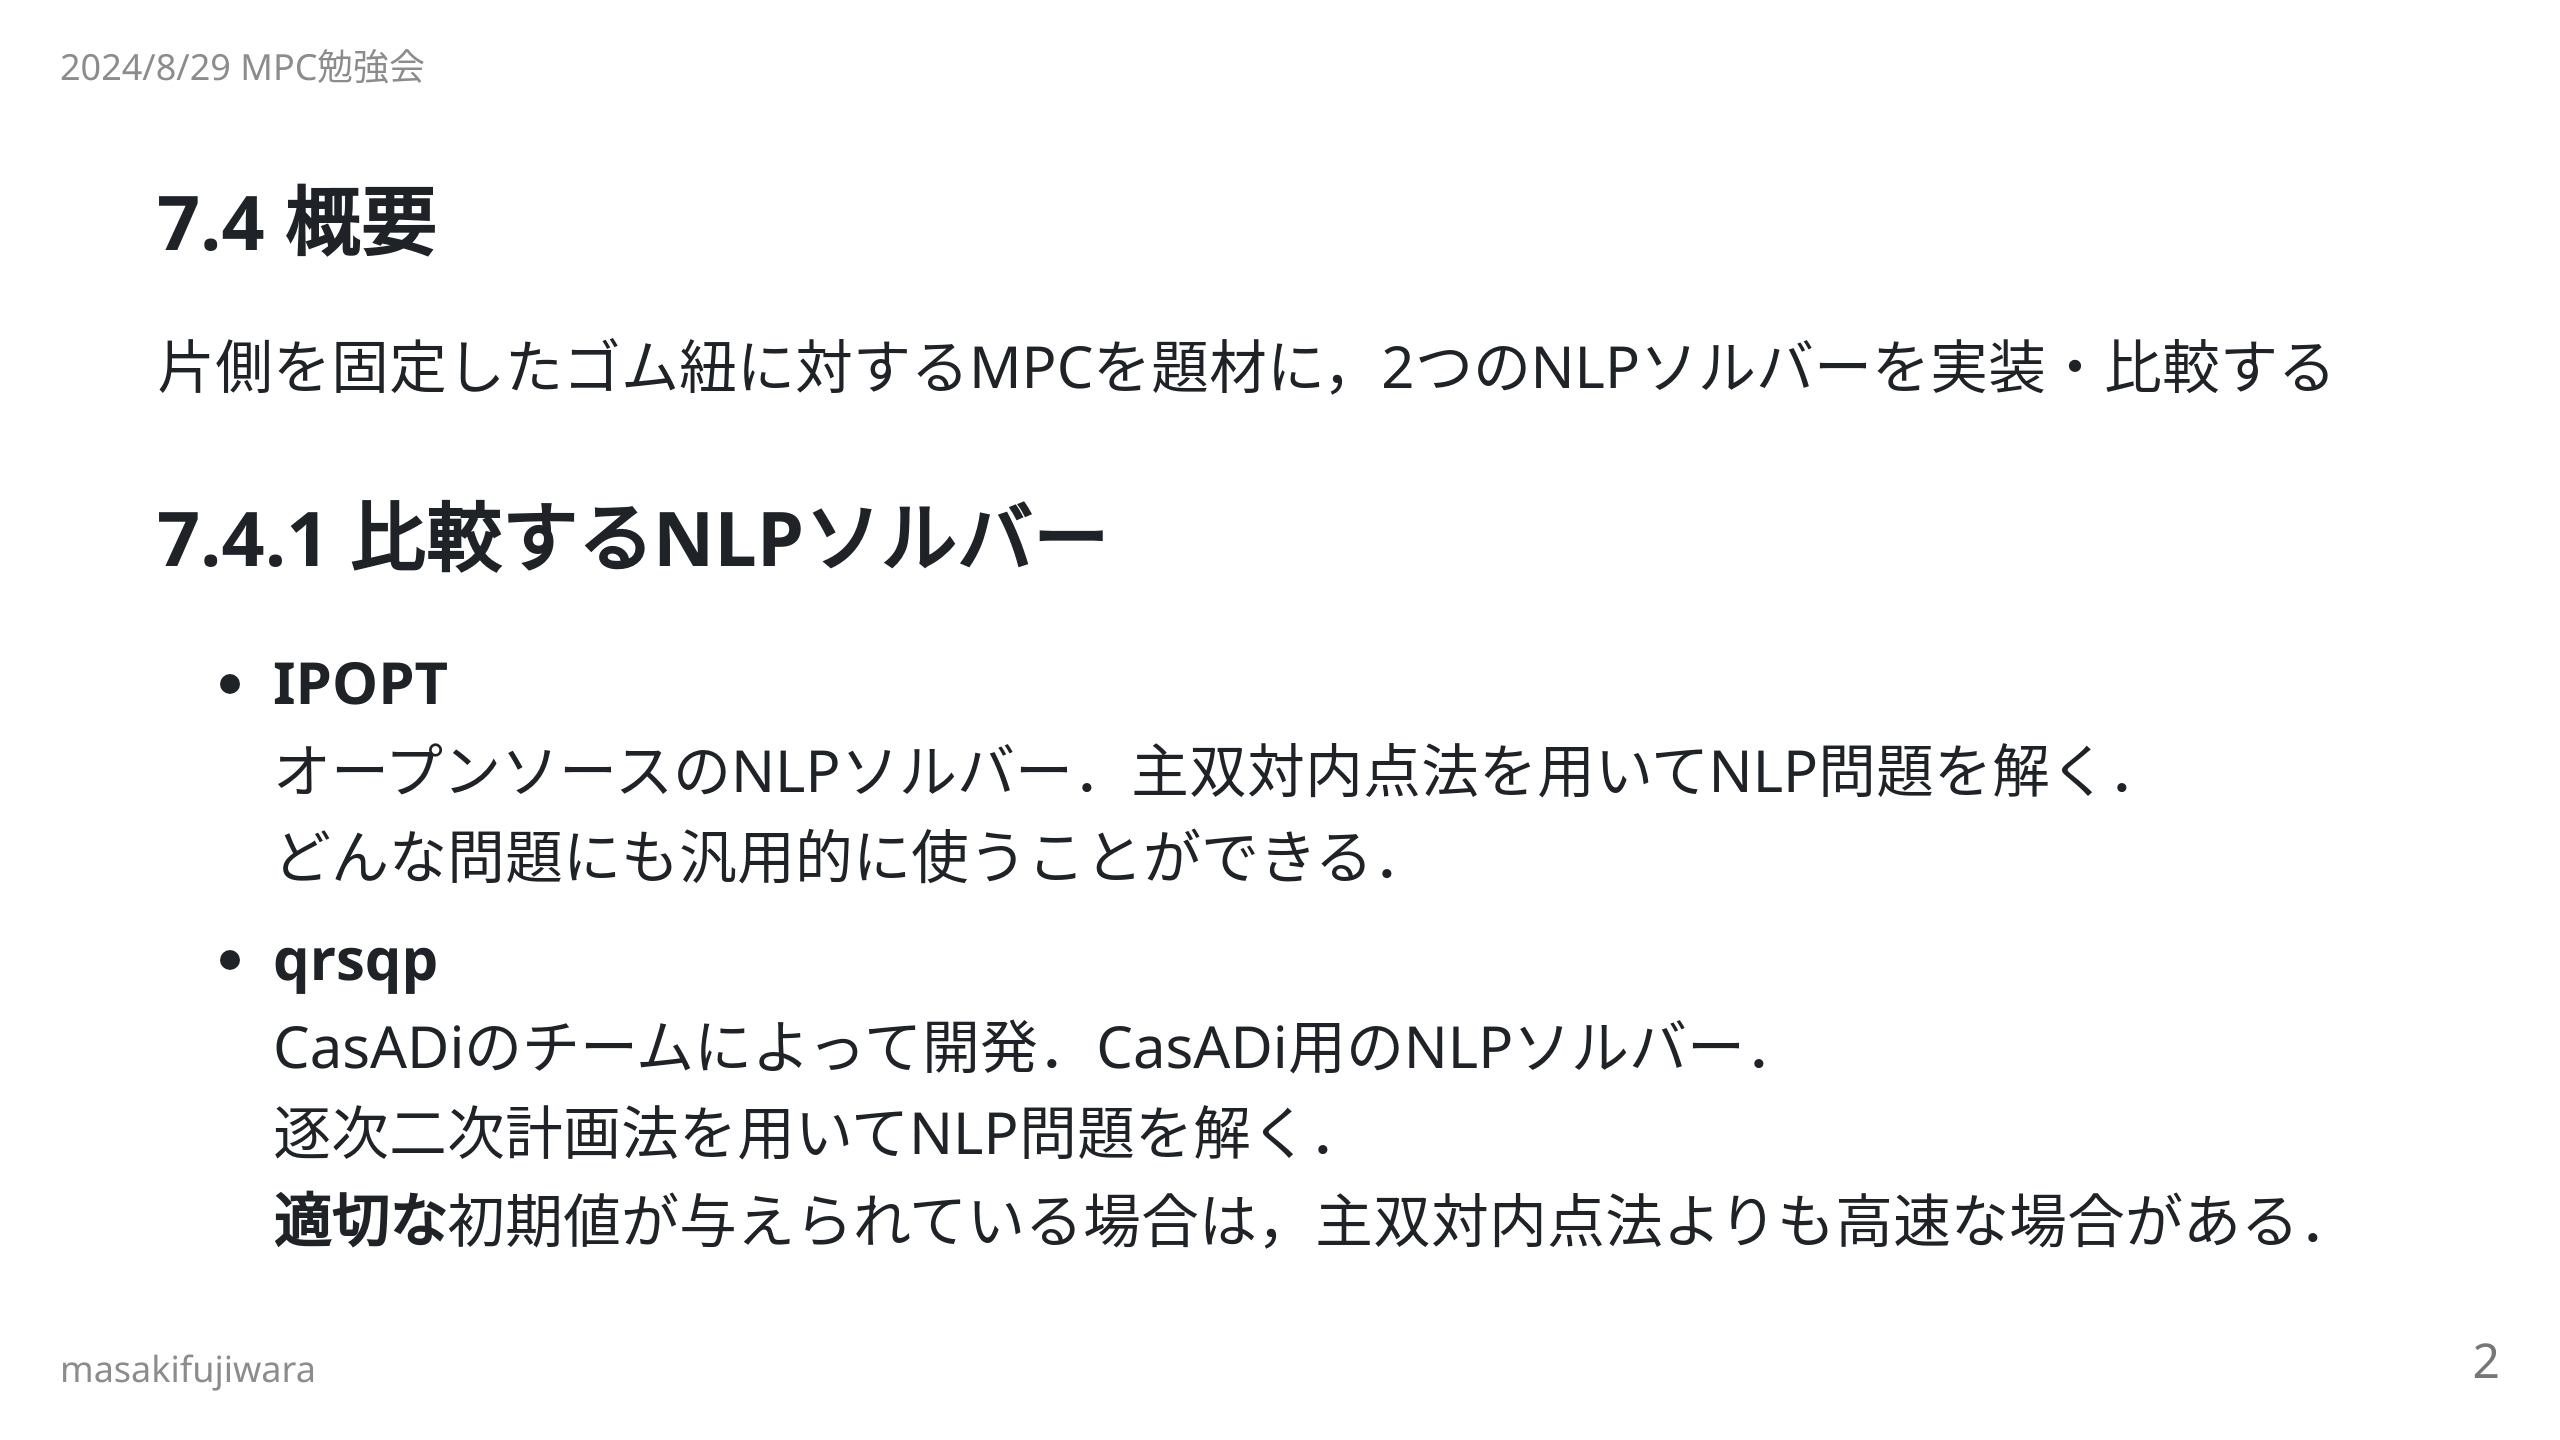 2024/8/29 MPC勉強会
7.4 概要
片側を固定したゴム紐に対するMPCを題材に，2つのNLPソルバーを実装・比較する
7.4.1 比較するNLPソルバー
• IPOPT
オープンソースのNLPソルバー．主双対内点法を用いてNLP問題を解く．
どんな問題にも汎用的に使うことができる．
• qrsqp
CasADiのチームによって開発．CasADi用のNLPソルバー．
逐次二次計画法を用いてNLP問題を解く．
適切な初期値が与えられている場合は，主双対内点法よりも高速な場合がある．
masakifujiwara
2